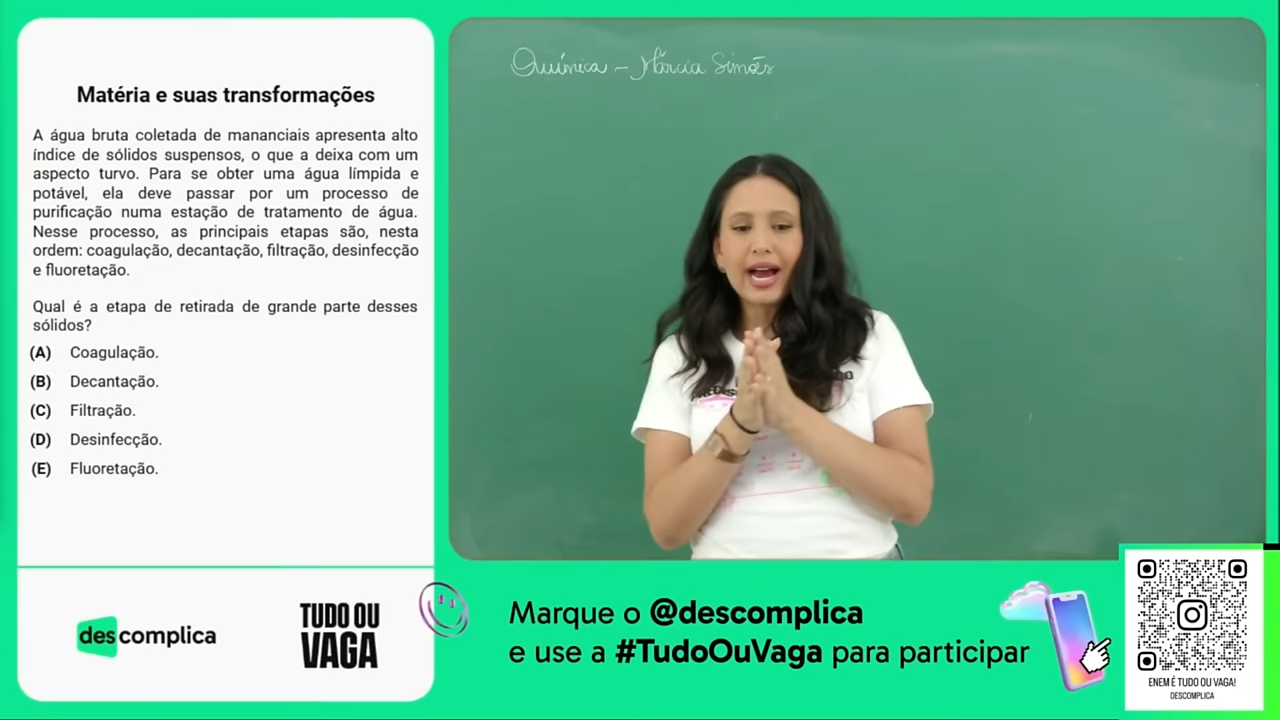 Matéria e suas transformações
A água bruta coletada de mananciais apresenta alto
índice de sólidos suspensos, o que a deixa com um
aspecto turvo. Para se obter uma água límpida e
potável, ela deve passar por um processo de
purificação numa estação de tratamento de água.
Nesse processo, as principais etapas são, nesta
ordem: coagulação, decantação, filtração, desinfecção
e fluoretação.
Qual é a etapa de retirada de grande parte desses
sólidos?
(A) Coagulação.
(B) Decantação.
(C) Filtração.
(D) Desinfecção.
(E) Fluoretação.
Química - Márcia Simões
descomplica
TUDO OU
VAGA
Marque o @descomplica
e use a #TudoOuVaga para participar
ENEM É TUDO OU VAGA!
DESCOMPLICA